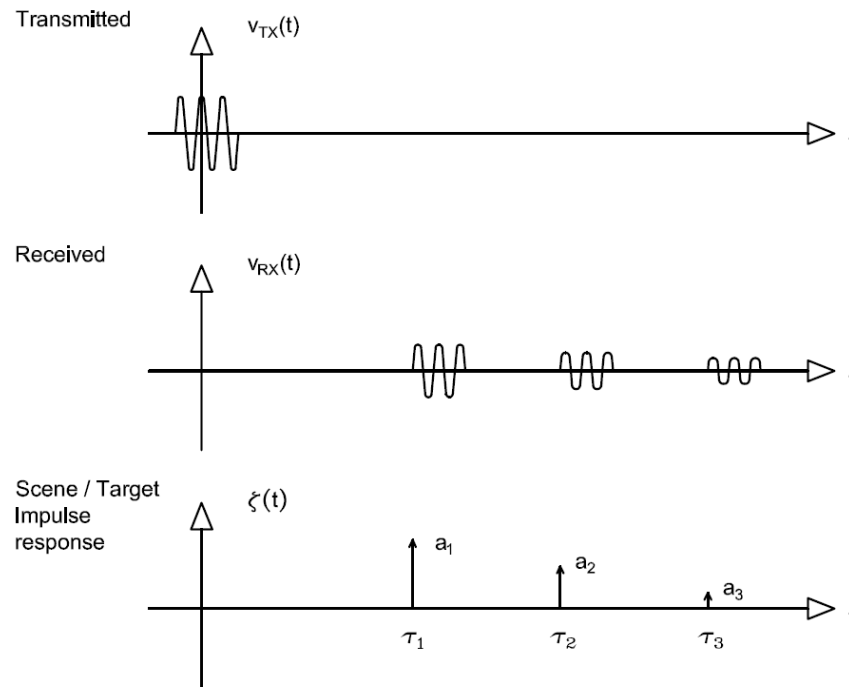 Transmitted
v_TX(t)
Received
v_RX(t)
Scene / Target
Impulse
response
ζ(t)
a₁
a₂
a₃
τ₁
τ₂
τ₃